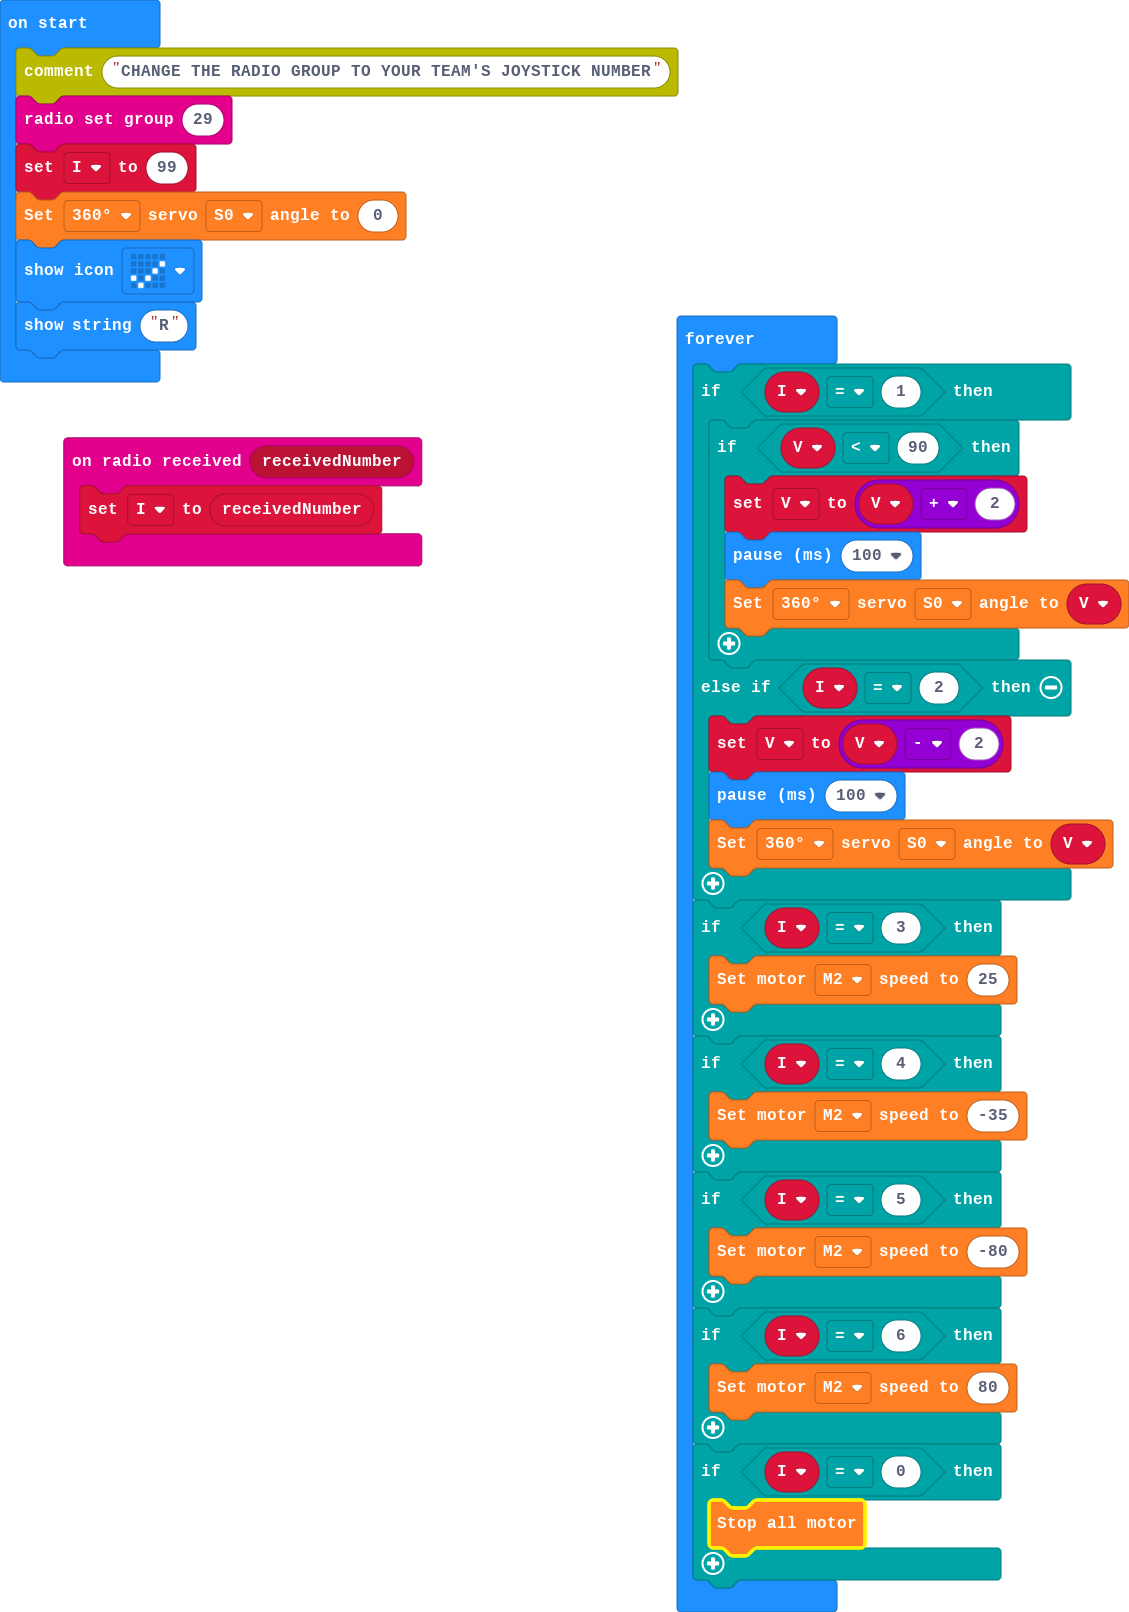 on start
comment "CHANGE THE RADIO GROUP TO YOUR TEAM'S JOYSTICK NUMBER"
radio set group 29
set I to 99
Set 360° servo S0 angle to 0
show icon
show string "R"
on radio received receivedNumber
set I to receivedNumber
forever
if I = 1 then
if V < 90 then
set V to V + 2
pause (ms) 100
Set 360° servo S0 angle to V
else if I = 2 then
set V to V - 2
pause (ms) 100
Set 360° servo S0 angle to V
if I = 3 then
Set motor M2 speed to 25
if I = 4 then
Set motor M2 speed to -35
if I = 5 then
Set motor M2 speed to -80
if I = 6 then
Set motor M2 speed to 80
if I = 0 then
Stop all motor